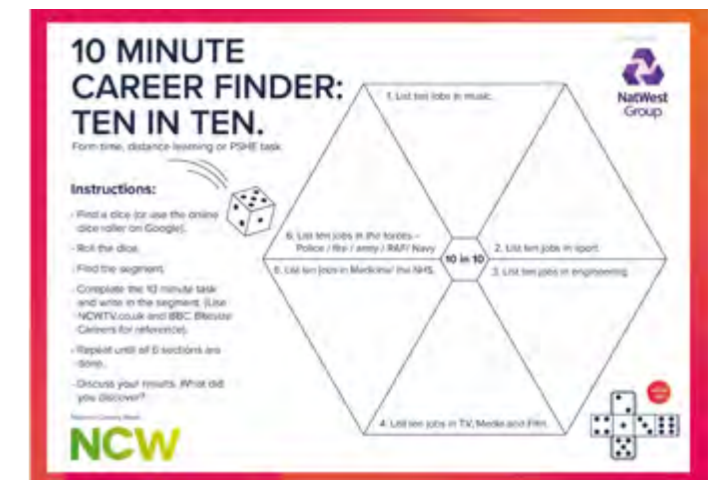 10 MINUTE
CAREER FINDER:
TEN IN TEN.
Form time, distance learning or PSHE task.
Instructions:
- Find a dice (or use the online
dice roller on Google).
- Roll the dice.
- Find the segment.
- Complete the 10 minute task
and write in the segment. (Use
NCWTV.co.uk and BBC Bitesize
Careers for reference).
- Repeat until all 6 sections are
done.
- Discuss your results. What did
you discover?
NCW
1. List ten jobs in music.
6. List ten jobs in the forces –
Police / fire / army / RAF/ Navy
10 in 10
2. List ten jobs in sport.
5. List ten jobs in Medicine/ the NHS.
3. List ten jobs in engineering.
4. List ten jobs in TV, Media and Film.
NatWest
Group